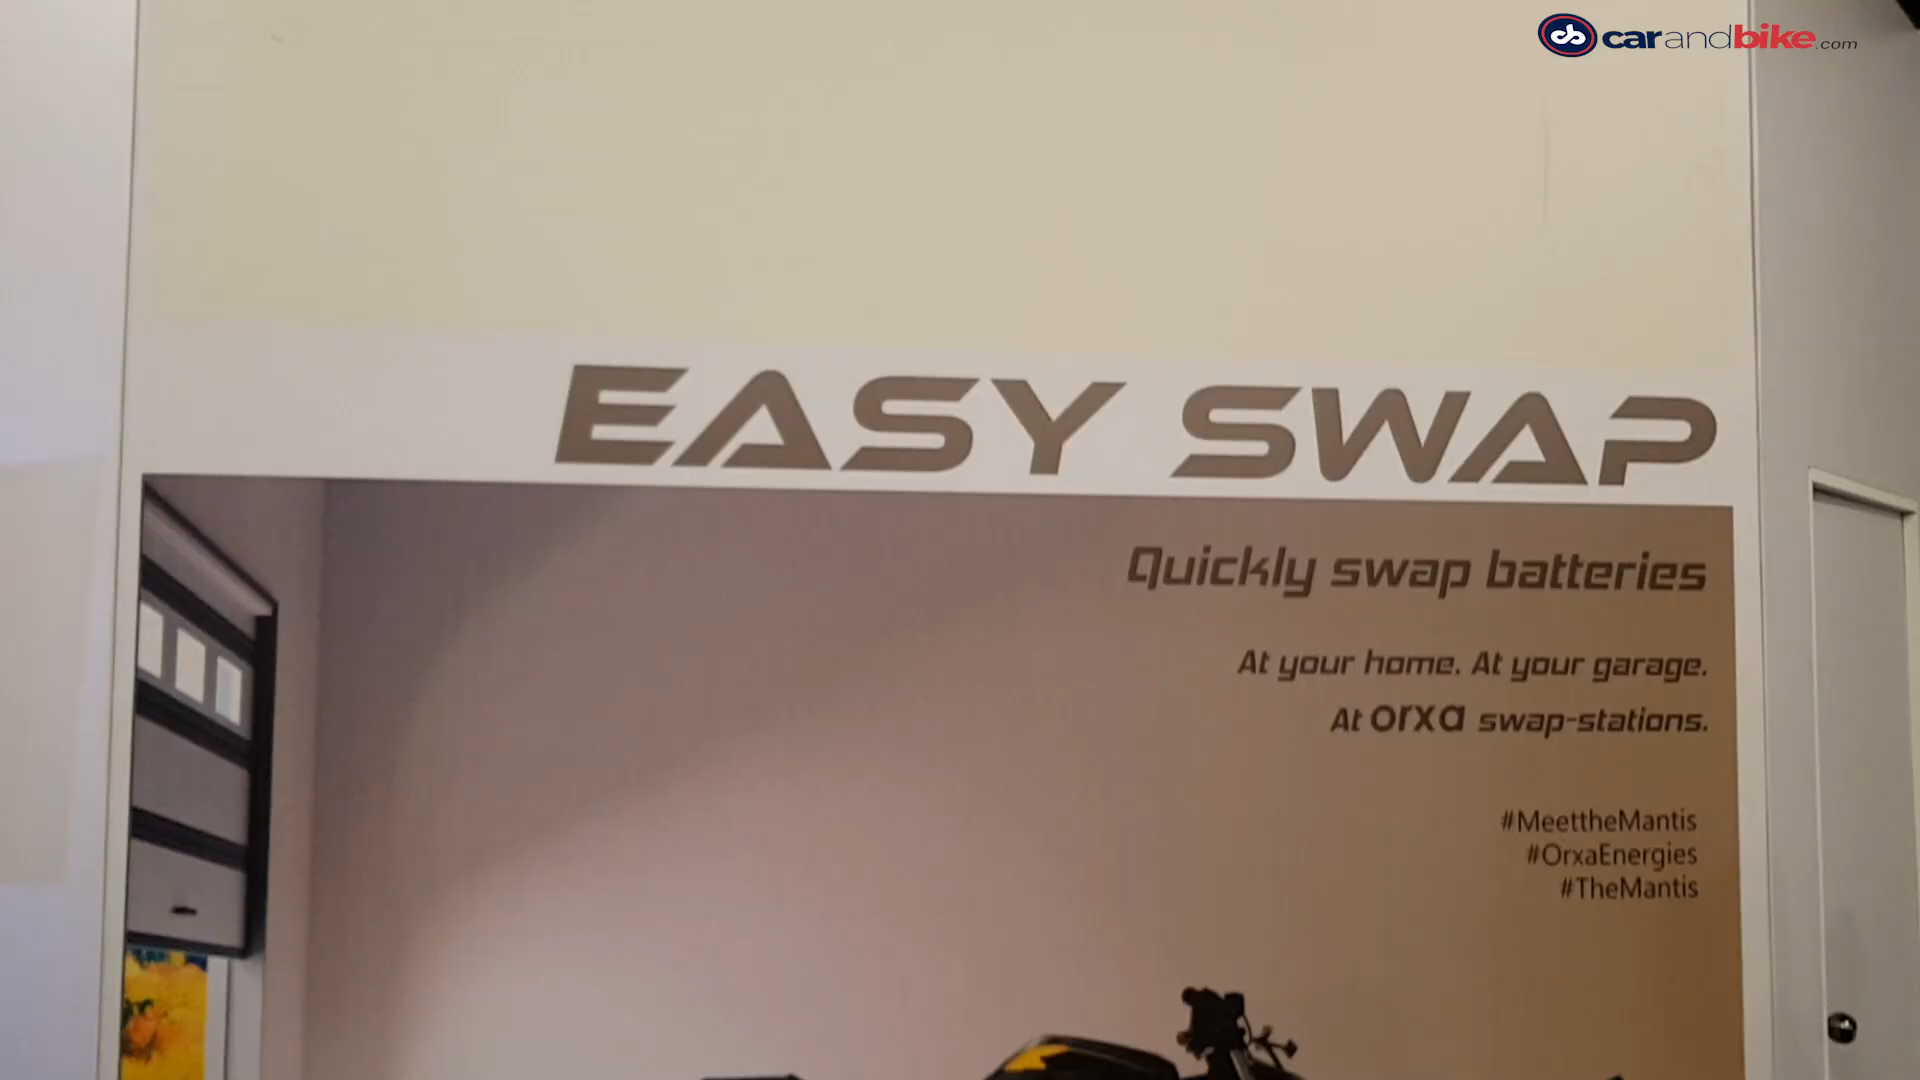 cb carandbike.com
EASY SWAP
Quickly swap batteries
At your home. At your garage.
At orxa swap-stations.
#MeettheMantis
#OrxaEnergies
#TheMantis